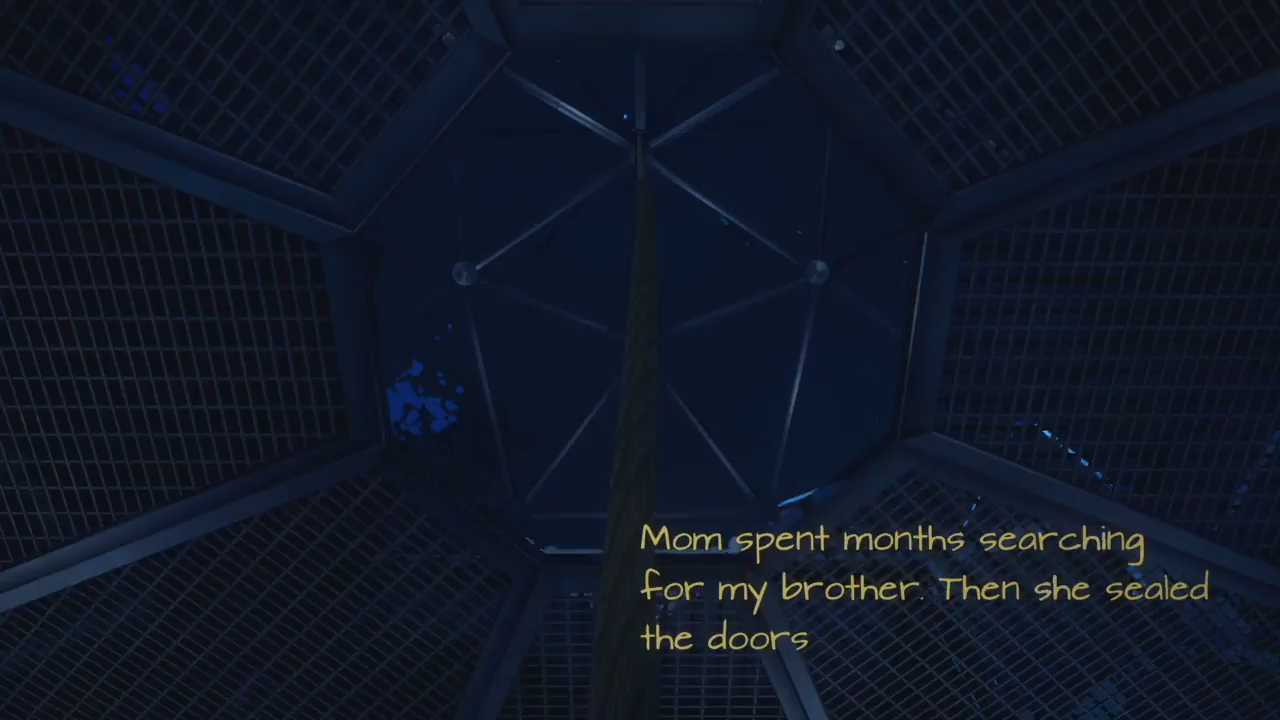 Mom spent months searching
for my brother. Then she sealed
the doors